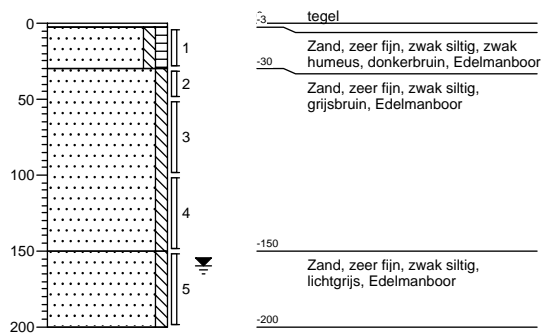 0
50
100
150
200
1
2
3
4
5
0
-3
tegel
Zand, zeer fijn, zwak siltig, zwak
humeus, donkerbruin, Edelmanboor
-30
Zand, zeer fijn, zwak siltig,
grijsbruin, Edelmanboor
-150
Zand, zeer fijn, zwak siltig,
lichtgrijs, Edelmanboor
-200